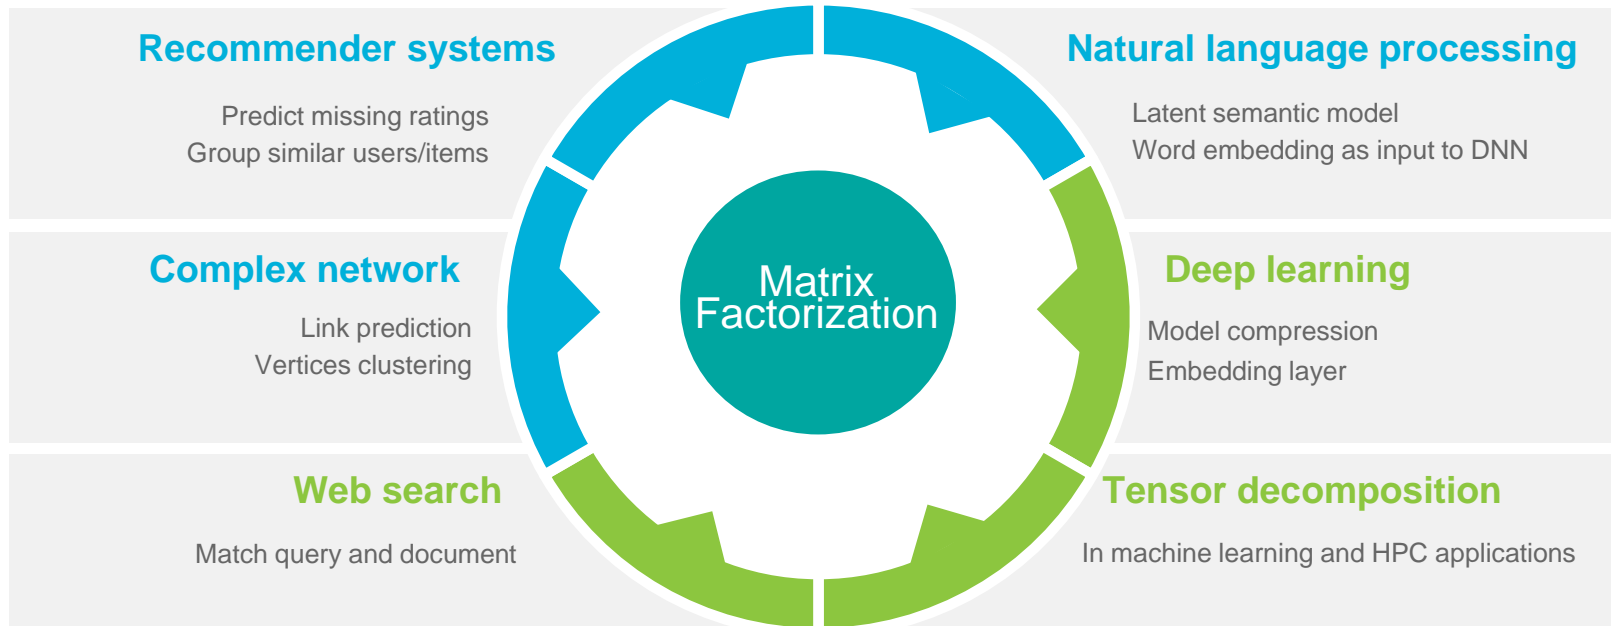 Recommender systems
Predict missing ratings
Group similar users/items
Natural language processing
Latent semantic model
Word embedding as input to DNN
Complex network
Link prediction
Vertices clustering
Matrix
Factorization
Deep learning
Model compression
Embedding layer
Web search
Match query and document
Tensor decomposition
In machine learning and HPC applications